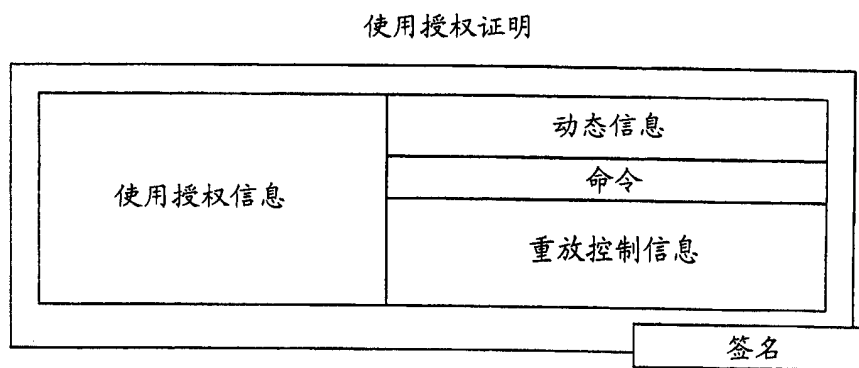 使用授权证明
使用授权信息
动态信息
命令
重放控制信息
签名